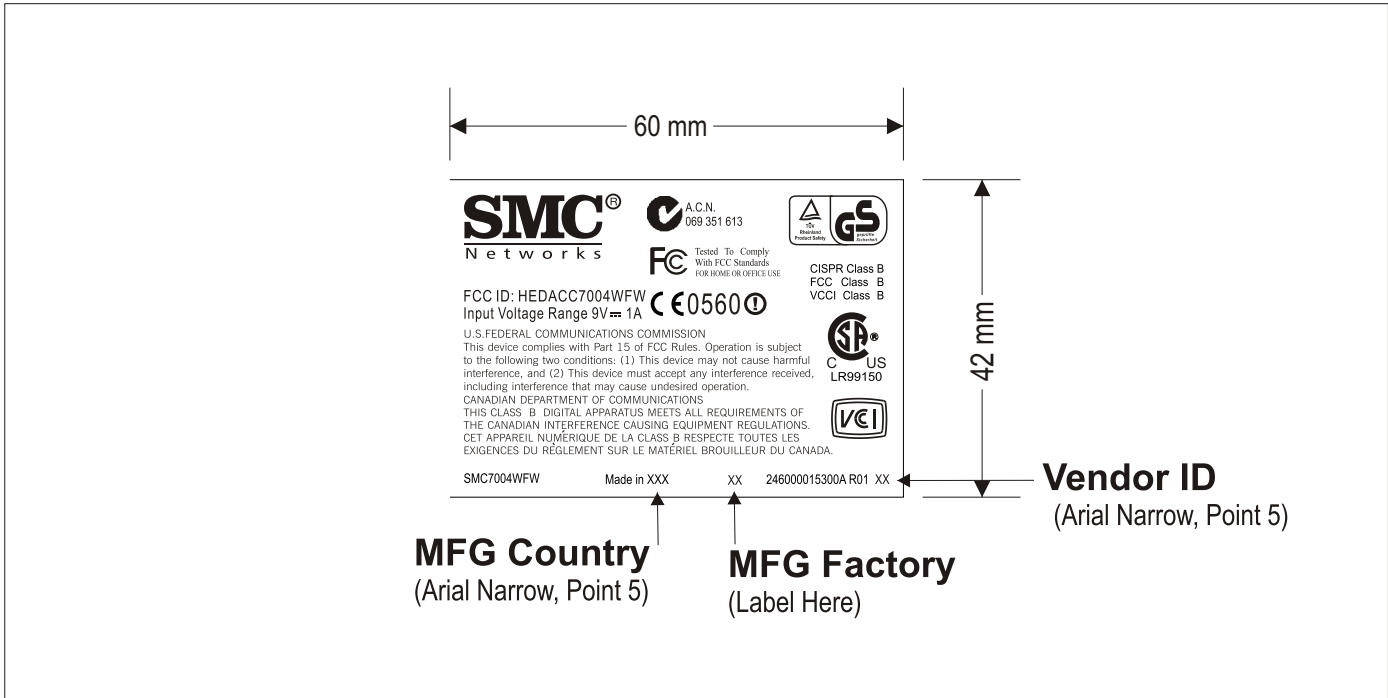 60 mm
SMC®
Networks
A.C.N.
069 351 613
TÜV
Rheinland
Product Safety
GS
geprüfte
Sicherheit
FC
Tested To Comply
With FCC Standards
FOR HOME OR OFFICE USE
CISPR Class B
FCC Class B
VCCI Class B
FCC ID: HEDACC7004WFW
Input Voltage Range 9V⎓ 1A
CE0560
U.S.FEDERAL COMMUNICATIONS COMMISSION
This device complies with Part 15 of FCC Rules. Operation is subject
to the following two conditions: (1) This device may not cause harmful
interference, and (2) This device must accept any interference received,
including interference that may cause undesired operation.
CANADIAN DEPARTMENT OF COMMUNICATIONS
THIS CLASS B DIGITAL APPARATUS MEETS ALL REQUIREMENTS OF
THE CANADIAN INTERFERENCE CAUSING EQUIPMENT REGULATIONS.
CET APPAREIL NUMÉRIQUE DE LA CLASS B RESPECTE TOUTES LES
EXIGENCES DU RÈGLEMENT SUR LE MATÉRIEL BROUILLEUR DU CANADA.
SA®
C US
LR99150
VCI
42 mm
SMC7004WFW Made in XXX XX 246000015300A R01 XX
Vendor ID
(Arial Narrow, Point 5)
MFG Country
(Arial Narrow, Point 5)
MFG Factory
(Label Here)